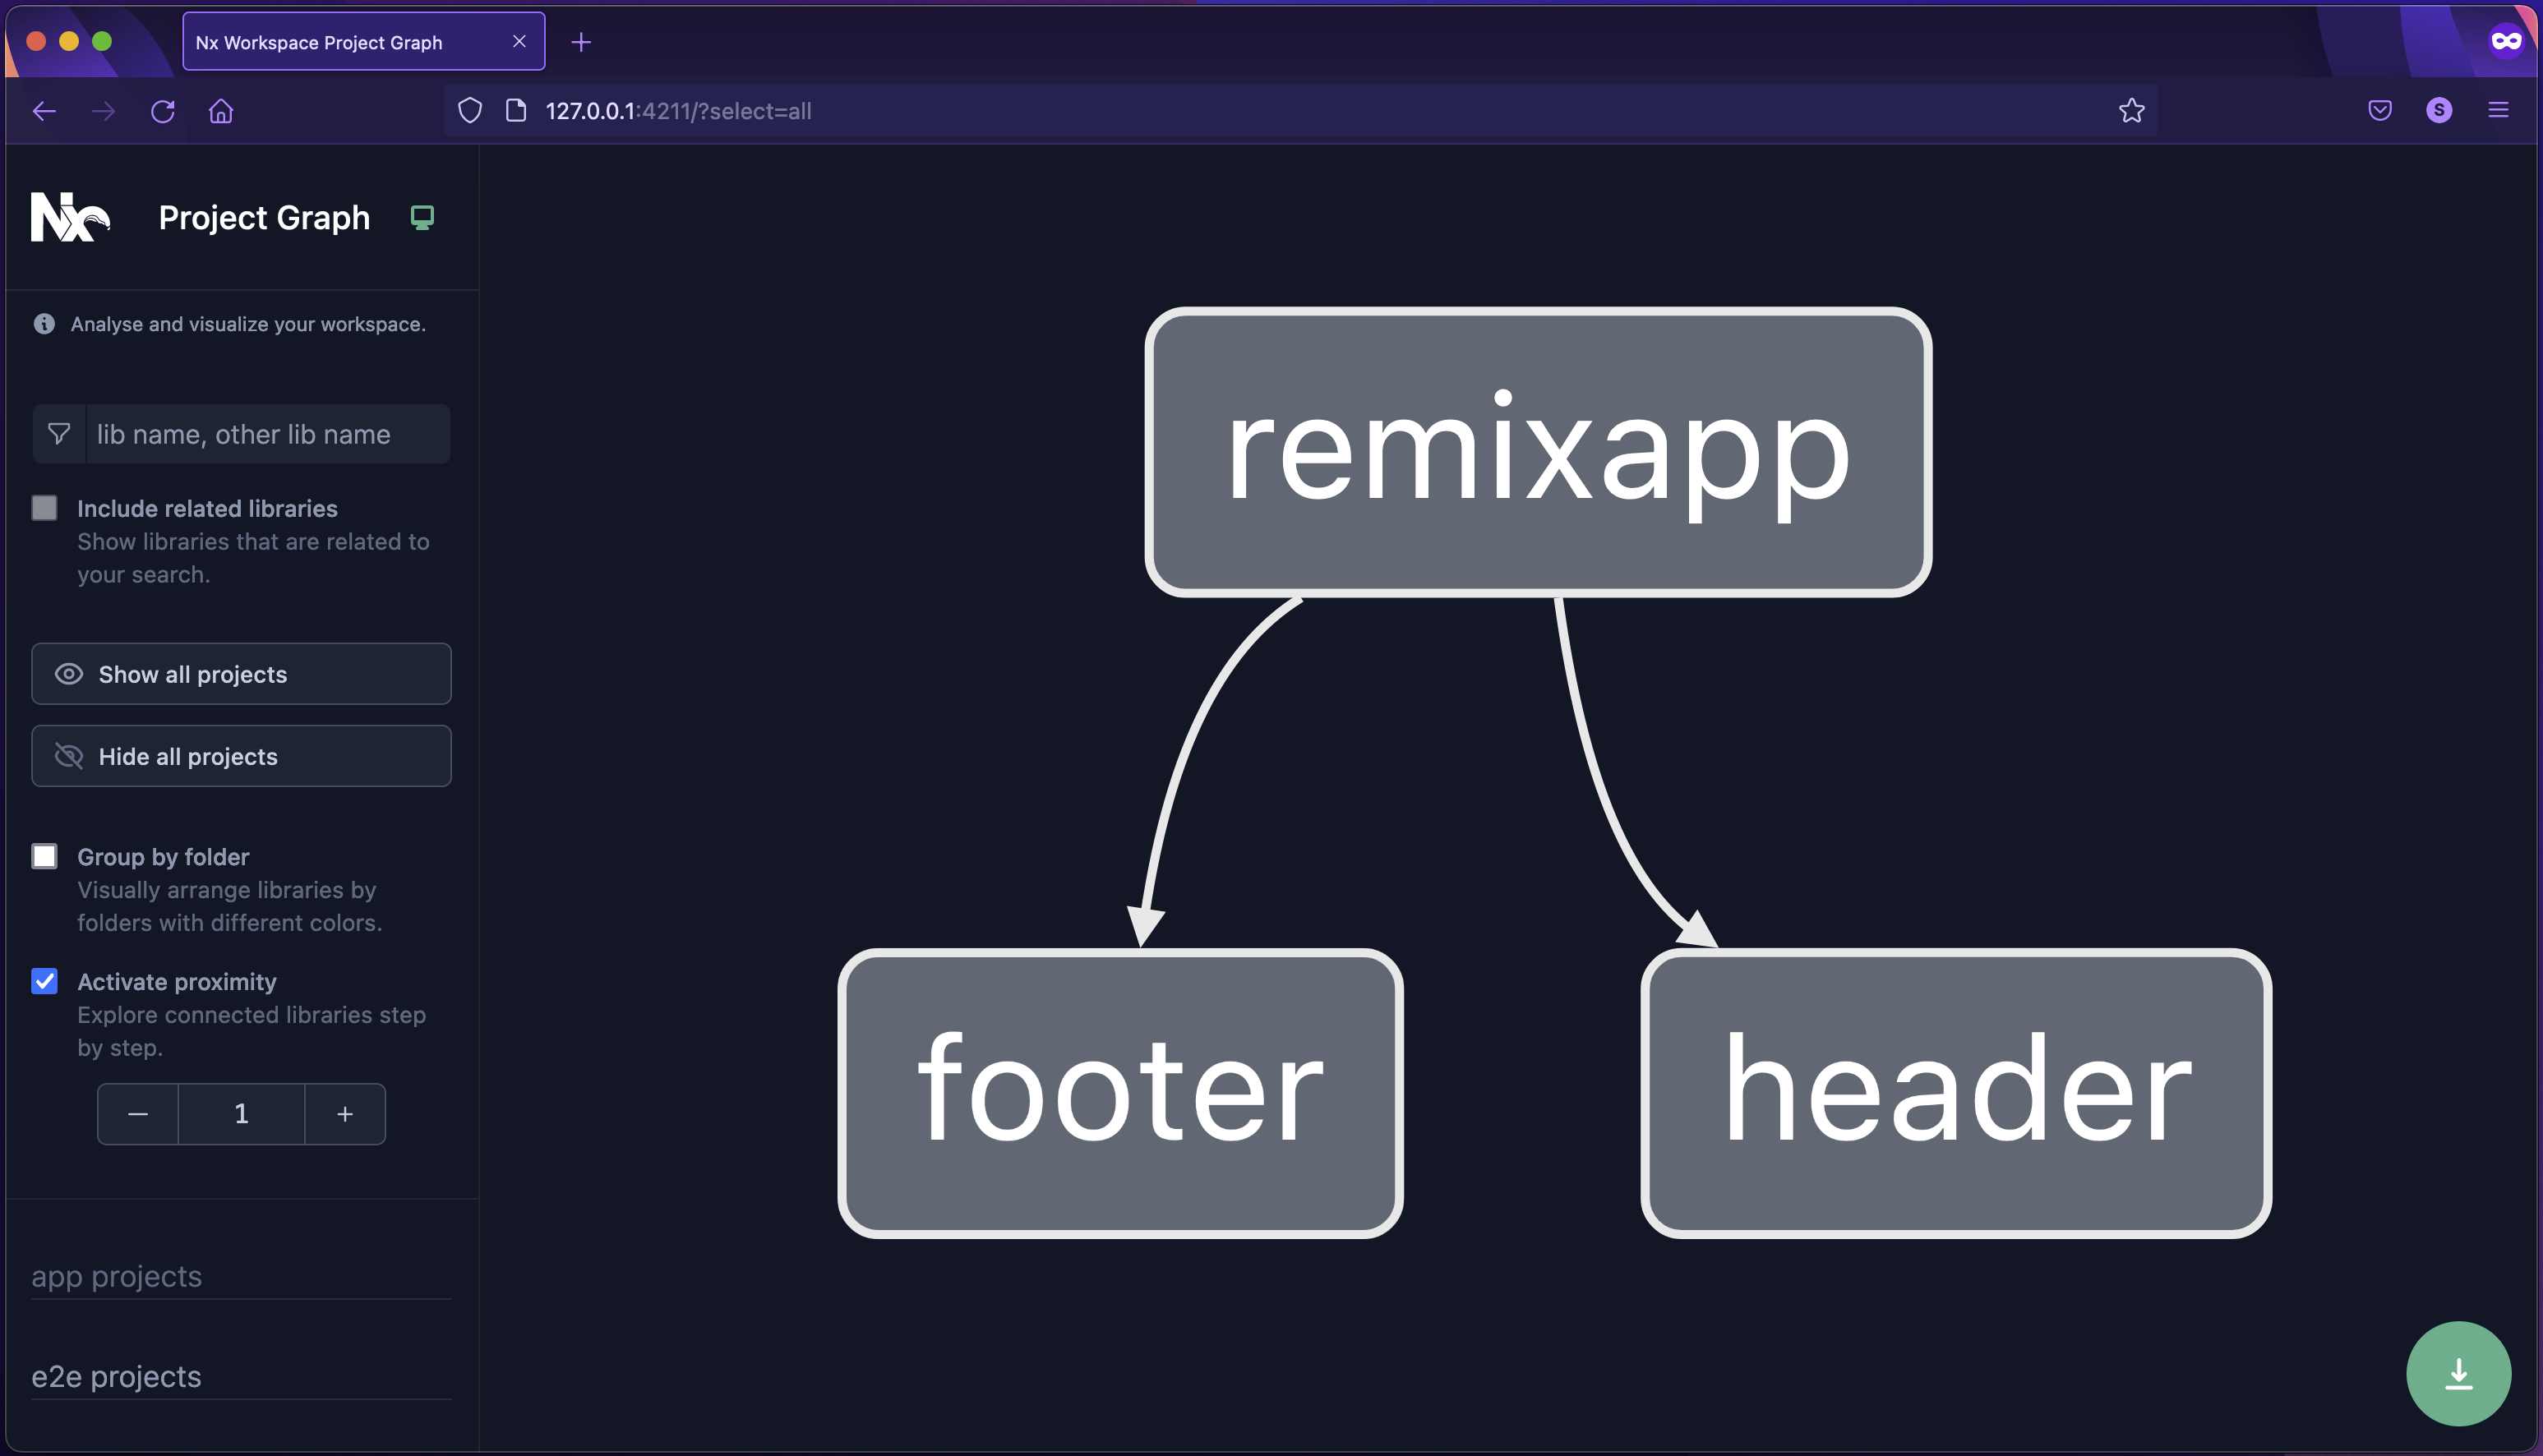 Nx Workspace Project Graph
127.0.0.1:4211/?select=all
S
Nx
Project Graph
Analyse and visualize your workspace.
lib name, other lib name
Include related libraries
Show libraries that are related to
your search.
Show all projects
Hide all projects
Group by folder
Visually arrange libraries by
folders with different colors.
Activate proximity
Explore connected libraries step
by step.
1
app projects
e2e projects
remixapp
footer
header